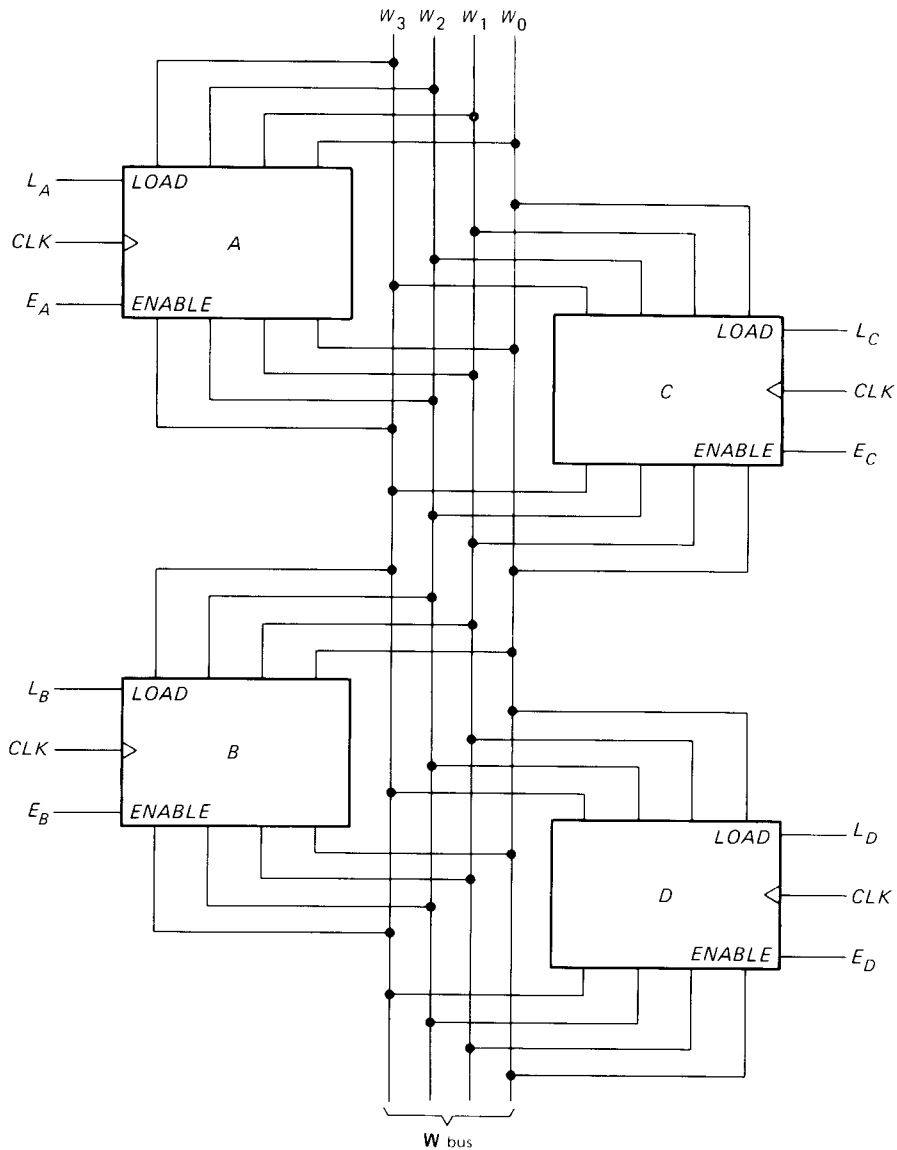 W3 W2 W1 W0
LA LOAD
CLK A
EA ENABLE
LOAD LC
C CLK
ENABLE EC
LB LOAD
CLK B
EB ENABLE
LOAD LD
D CLK
ENABLE ED
W bus